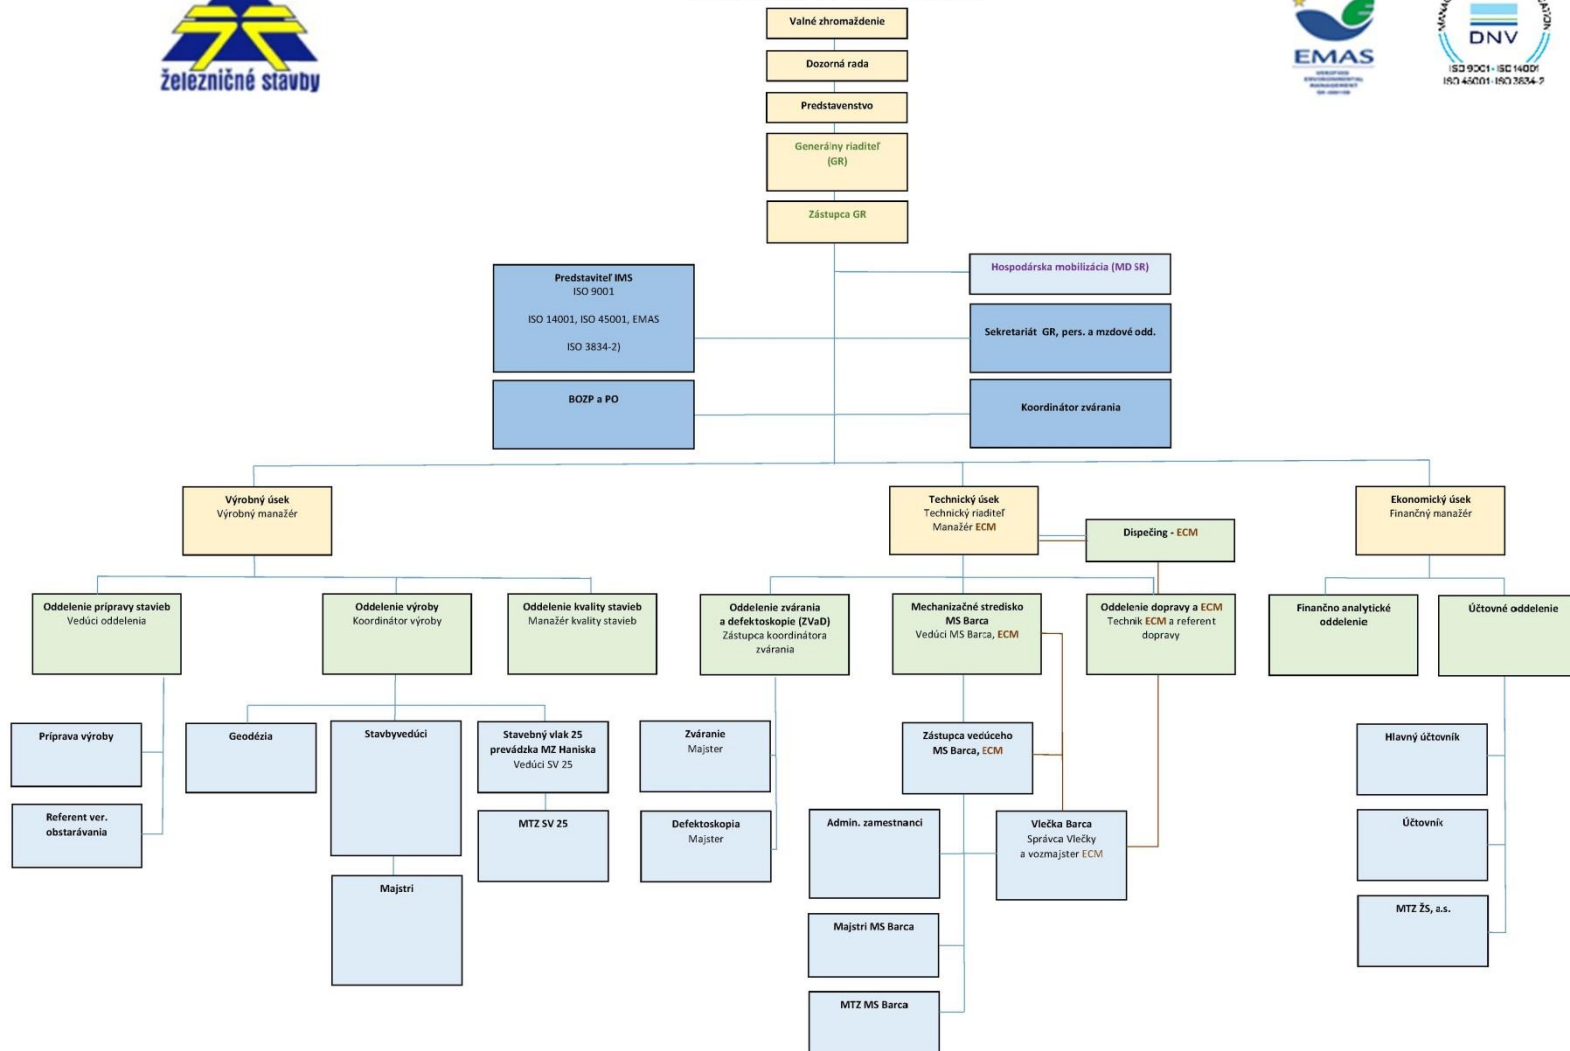 železničné stavby
EMAS
DNV
ISO 9001 • ISO 14001
ISO 45001 • ISO 3834-2
Valné zhromaždenie
Dozorná rada
Predstavenstvo
Generálny riaditeľ
(GR)
Zástupca GR
Predstaviteľ IMS
ISO 9001
ISO 14001, ISO 45001, EMAS
ISO 3834-2)
Hospodárska mobilizácia (MD SR)
Sekretariát GR, pers. a mzdové odd.
BOZP a PO
Koordinátor zvárania
Výrobný úsek
Výrobný manažér
Technický úsek
Technický riaditeľ
Manažér ECM
Dispečing - ECM
Ekonomický úsek
Finančný manažér
Oddelenie prípravy stavieb
Vedúci oddelenia
Oddelenie výroby
Koordinátor výroby
Oddelenie kvality stavieb
Manažér kvality stavieb
Oddelenie zvárania
a defektoskopie (ZVaD)
Zástupca koordinátora
zvárania
Mechanizačné stredisko
MS Barca
Vedúci MS Barca, ECM
Oddelenie dopravy a ECM
Technik ECM a referent
dopravy
Finančno analytické
oddelenie
Účtovné oddelenie
Príprava výroby
Referent ver.
obstarávania
Geodézia
Stavbyvedúci
Majstri
Stavebný vlak 25
prevádzka MZ Haniska
Vedúci SV 25
MTZ SV 25
Zváranie
Majster
Defektoskopia
Majster
Zástupca vedúceho
MS Barca, ECM
Admin. zamestnanci
Vlečka Barca
Správca Vlečky
a vozmajster ECM
Majstri MS Barca
MTZ MS Barca
Hlavný účtovník
Účtovník
MTZ ŽS, a.s.